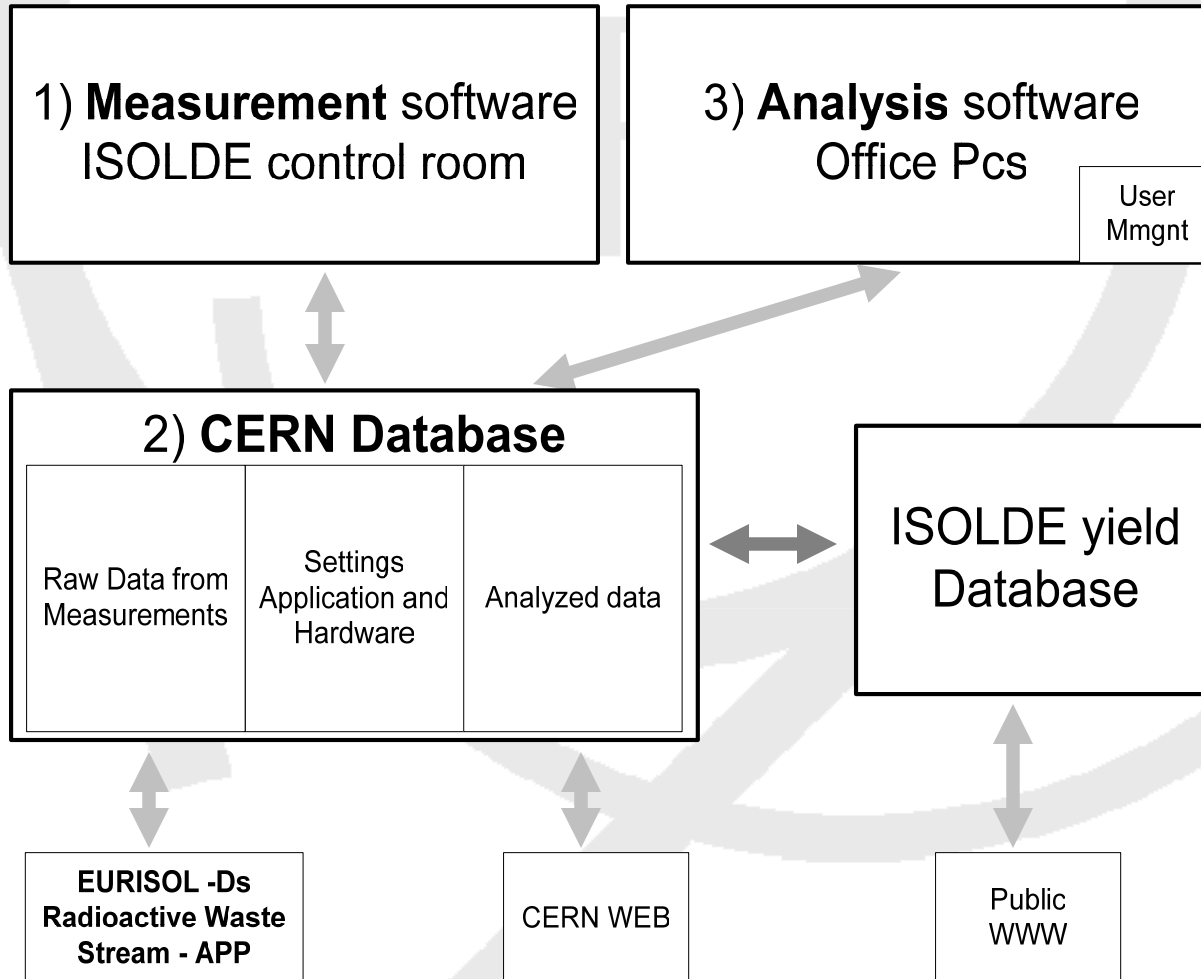 1) Measurement software
ISOLDE control room
3) Analysis software
Office Pcs
User
Mmgnt
2) CERN Database
Raw Data from
Measurements
Settings
Application and
Hardware
Analyzed data
ISOLDE yield
Database
EURISOL -Ds
Radioactive Waste
Stream - APP
CERN WEB
Public
WWW